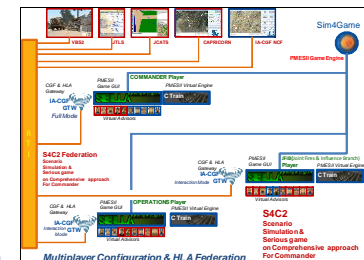 Sim4Game
YBS2
JTLS
JCATS
CAPRICORN
IA-CGF NCF
PMESII Game Engine
CGF & HLA
Gateway
IA-CGF
GTW
Full Mode
PMESII
Game GUI
COMMANDER Player
PMESII Virtual Engine
C Train
Virtual Advisors
S4C2 Federation
Scenario
Simulation &
Serious game
on Comprehensive approach
For Commander
CGF & HLA
Gateway
IA-CGF
GTW
Interaction Mode
PMESII
Game GUI
JFIB(Joint Fires & Influence Branch)
Player
PMESII Virtual Engine
C Train
Virtual Advisors
CGF & HLA
Gateway
IA-CGF
GTW
Interaction
Mode
PMESII
Game GUI
OPERATIONS Player
PMESII Virtual Engine
C Train
Virtual Advisors
S4C2
Scenario
Simulation &
Serious game
on Comprehensive approach
For Commander
Multiplayer Configuration & HLA Federation